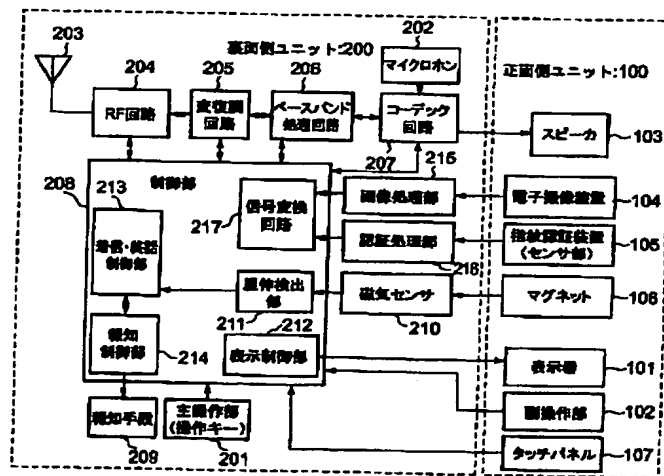 203
裏面側ユニット:200
202
マイクロホン
正面側ユニット:100
204
205
206
RF回路
変復調
回路
ベースバンド
処理回路
コーデック
回路
スピーカ
207
103
208
制御部
215
213
217
信号変換
回路
画像処理部
電子撮像装置
104
着信・終話
制御部
認証処理部
指紋認証装置
(センサ部)
105
216
屈伸検出
部
磁気センサ
マグネット
106
211
212
210
報知
制御部
214
表示制御部
表示器
101
副操作部
102
報知手段
主操作部
(操作キー)
タッチパネル
209
201
107